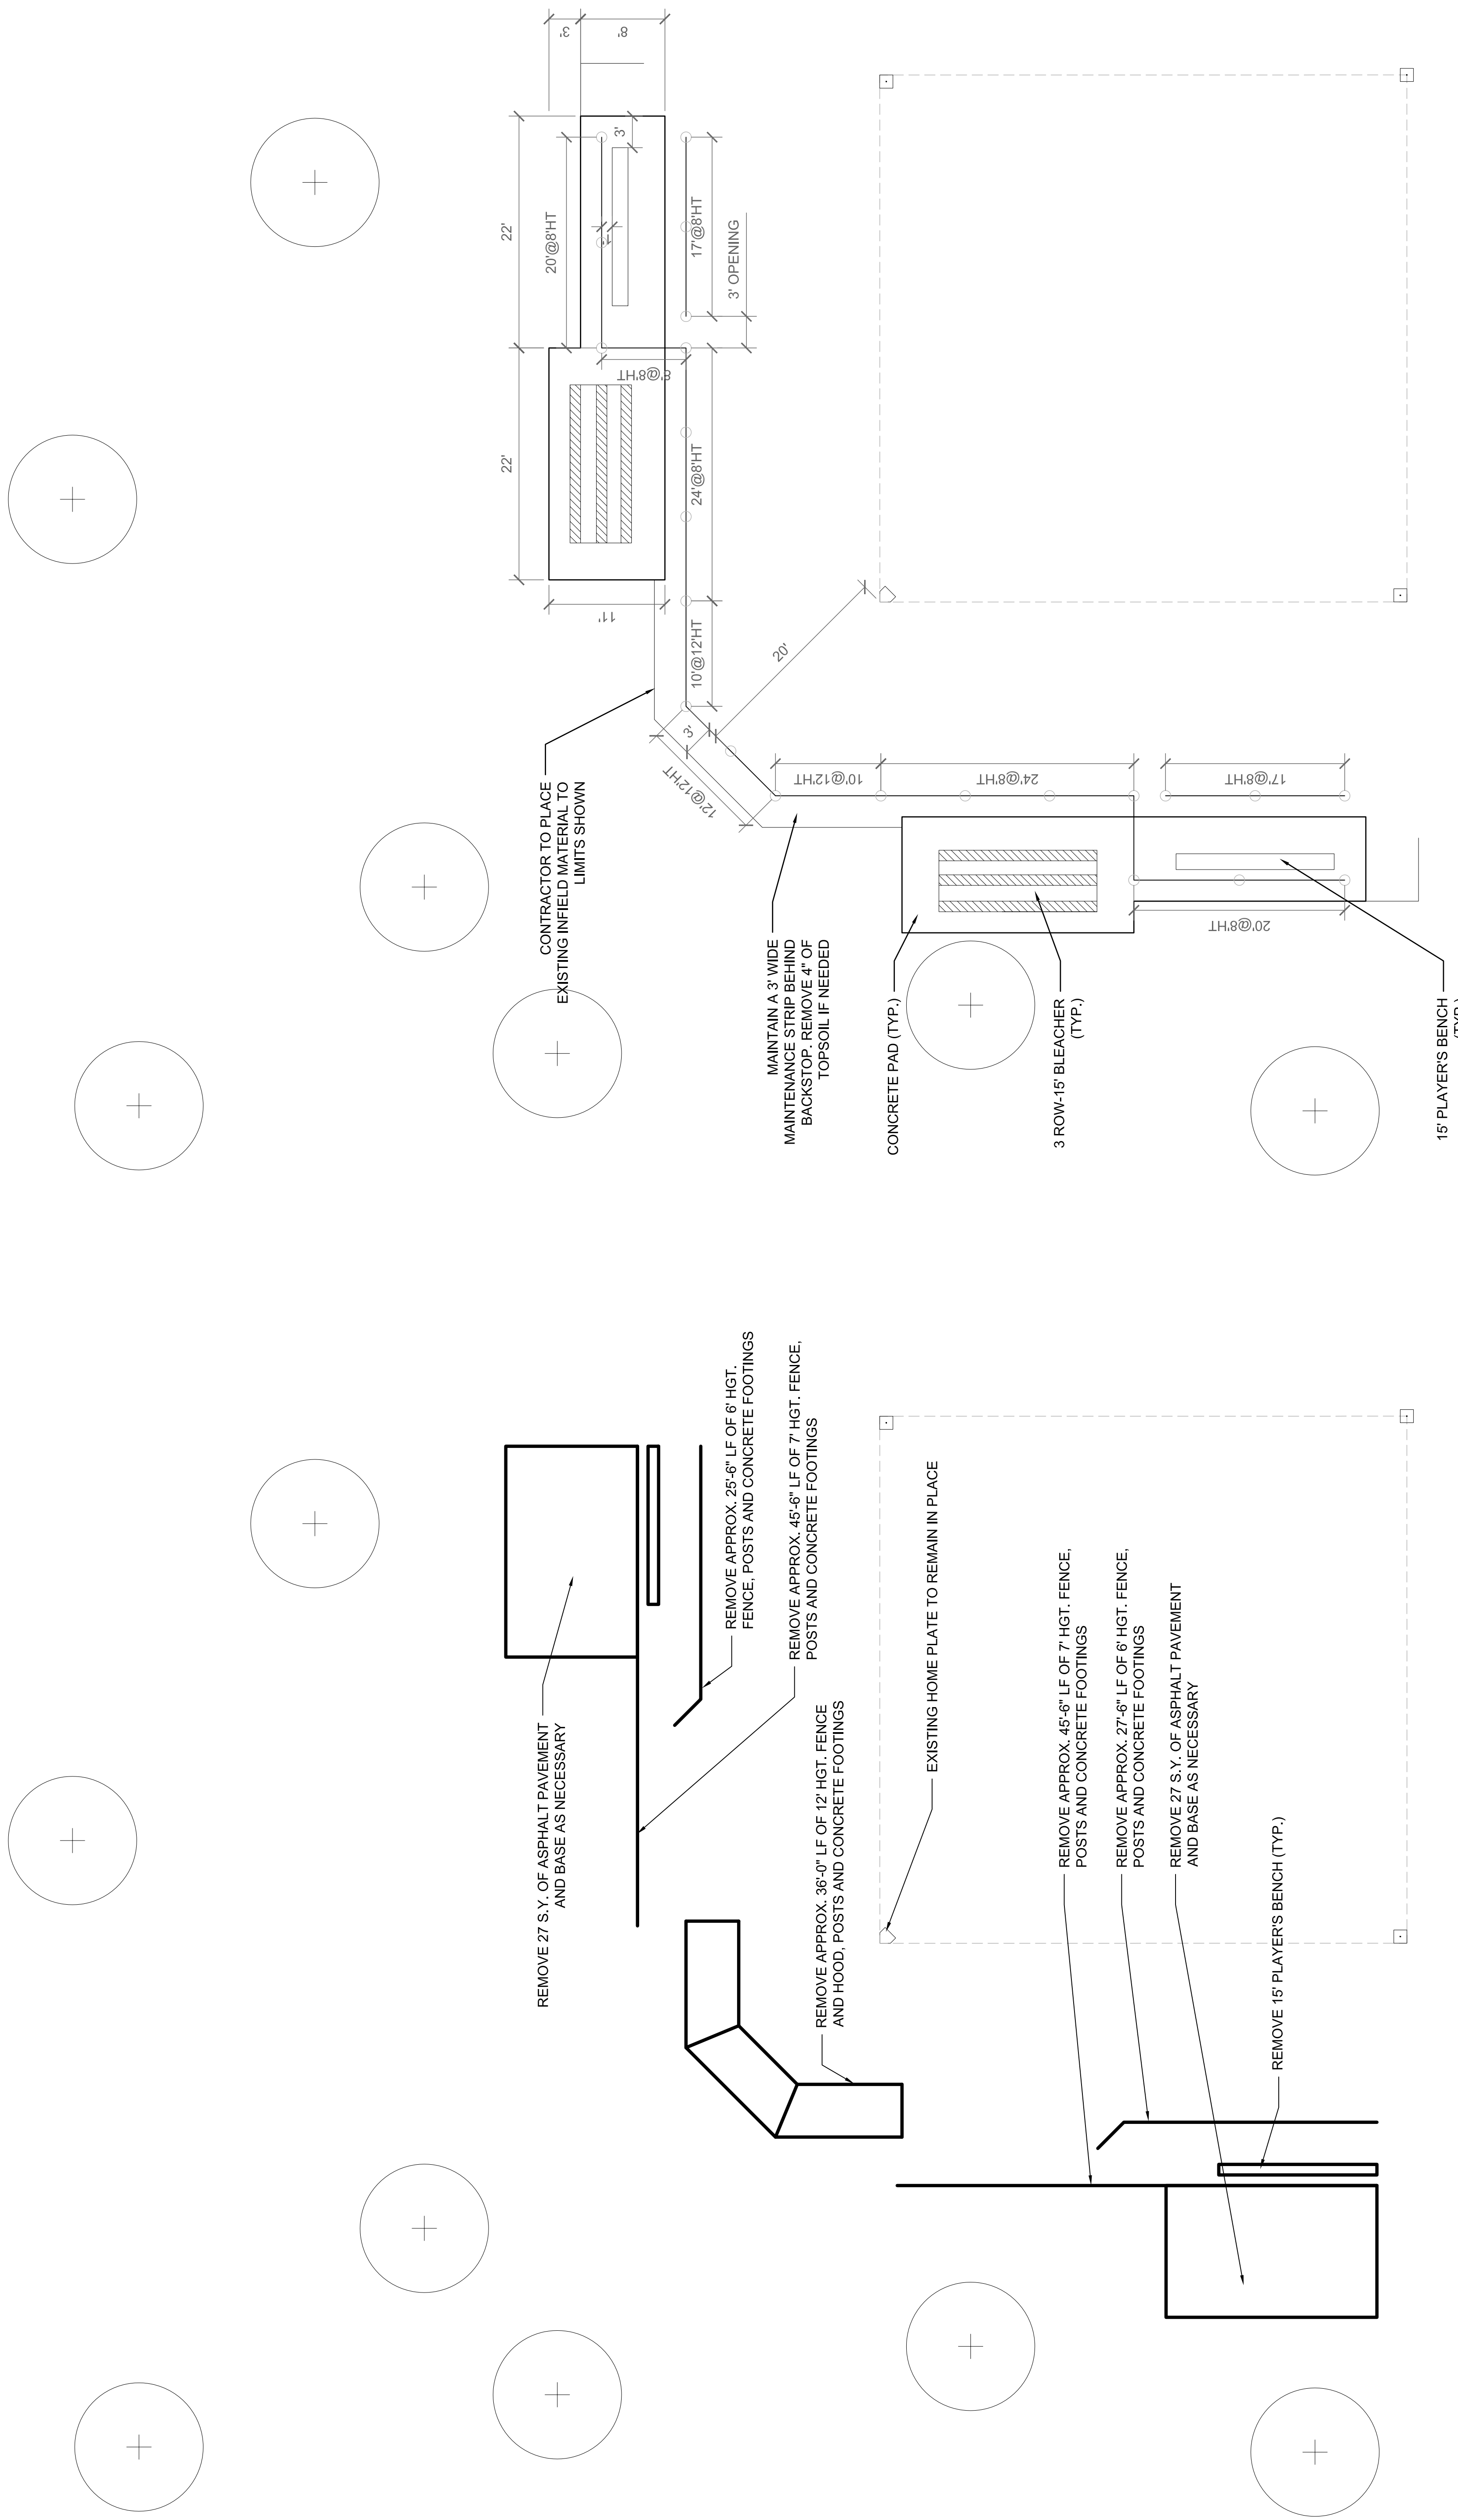 3'
8'
22'
20'@8'HT
3'
1'
17'@8'HT
3' OPENING
8'@8'HT
22'
24'@8'HT
11'
10'@12'HT
20'
3'
12'@12'HT
10'@12'HT
24'@8'HT
17'@8'HT
20'@8'HT
CONTRACTOR TO PLACE
EXISTING INFIELD MATERIAL TO
LIMITS SHOWN
MAINTAIN A 3' WIDE
MAINTENANCE STRIP BEHIND
BACKSTOP. REMOVE 4" OF
TOPSOIL IF NEEDED
CONCRETE PAD (TYP.)
3 ROW-15' BLEACHER
(TYP.)
15' PLAYER'S BENCH
(TYP.)
REMOVE 27 S.Y. OF ASPHALT PAVEMENT
AND BASE AS NECESSARY
REMOVE APPROX. 25'-6" LF OF 6' HGT.
FENCE, POSTS AND CONCRETE FOOTINGS
REMOVE APPROX. 45'-6" LF OF 7' HGT. FENCE,
POSTS AND CONCRETE FOOTINGS
REMOVE APPROX. 36'-0" LF OF 12' HGT. FENCE
AND HOOD, POSTS AND CONCRETE FOOTINGS
EXISTING HOME PLATE TO REMAIN IN PLACE
REMOVE APPROX. 45'-6" LF OF 7' HGT. FENCE,
POSTS AND CONCRETE FOOTINGS
REMOVE APPROX. 27'-6" LF OF 6' HGT. FENCE,
POSTS AND CONCRETE FOOTINGS
REMOVE 27 S.Y. OF ASPHALT PAVEMENT
AND BASE AS NECESSARY
REMOVE 15' PLAYER'S BENCH (TYP.)